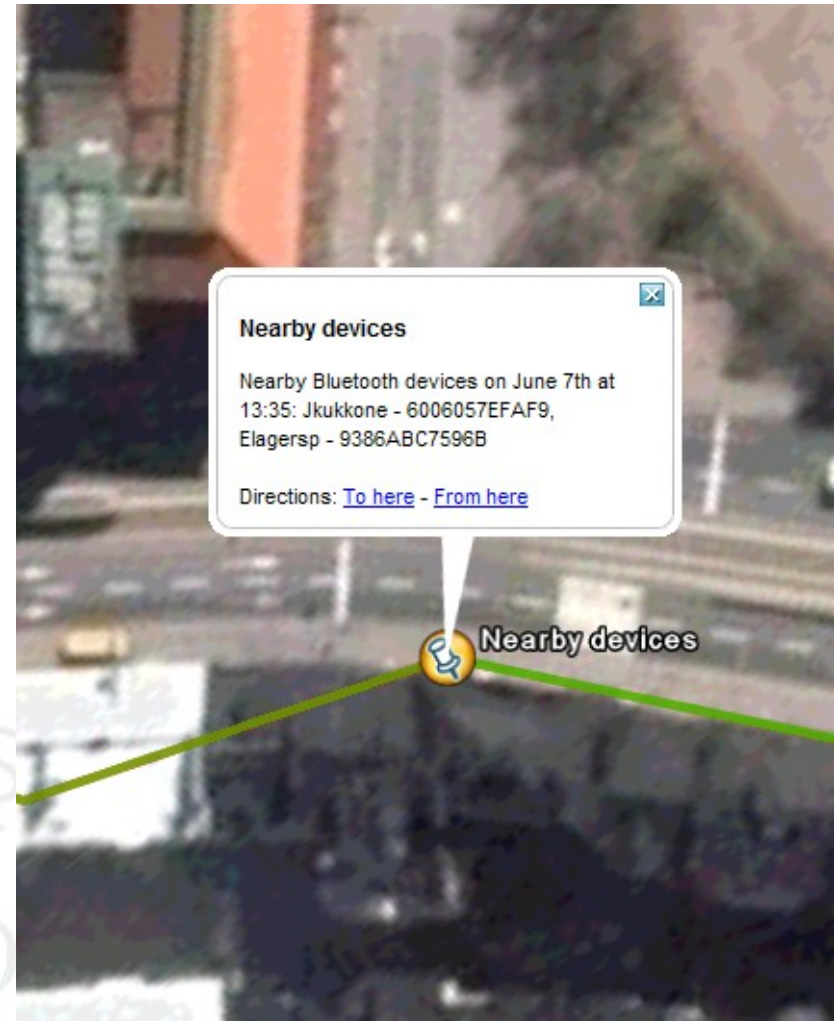 Nearby devices
Nearby Bluetooth devices on June 7th at
13:35: Jkukkone - 6006057EFAF9,
Elagersp - 9386ABC7596B
Directions: To here - From here
Nearby devices